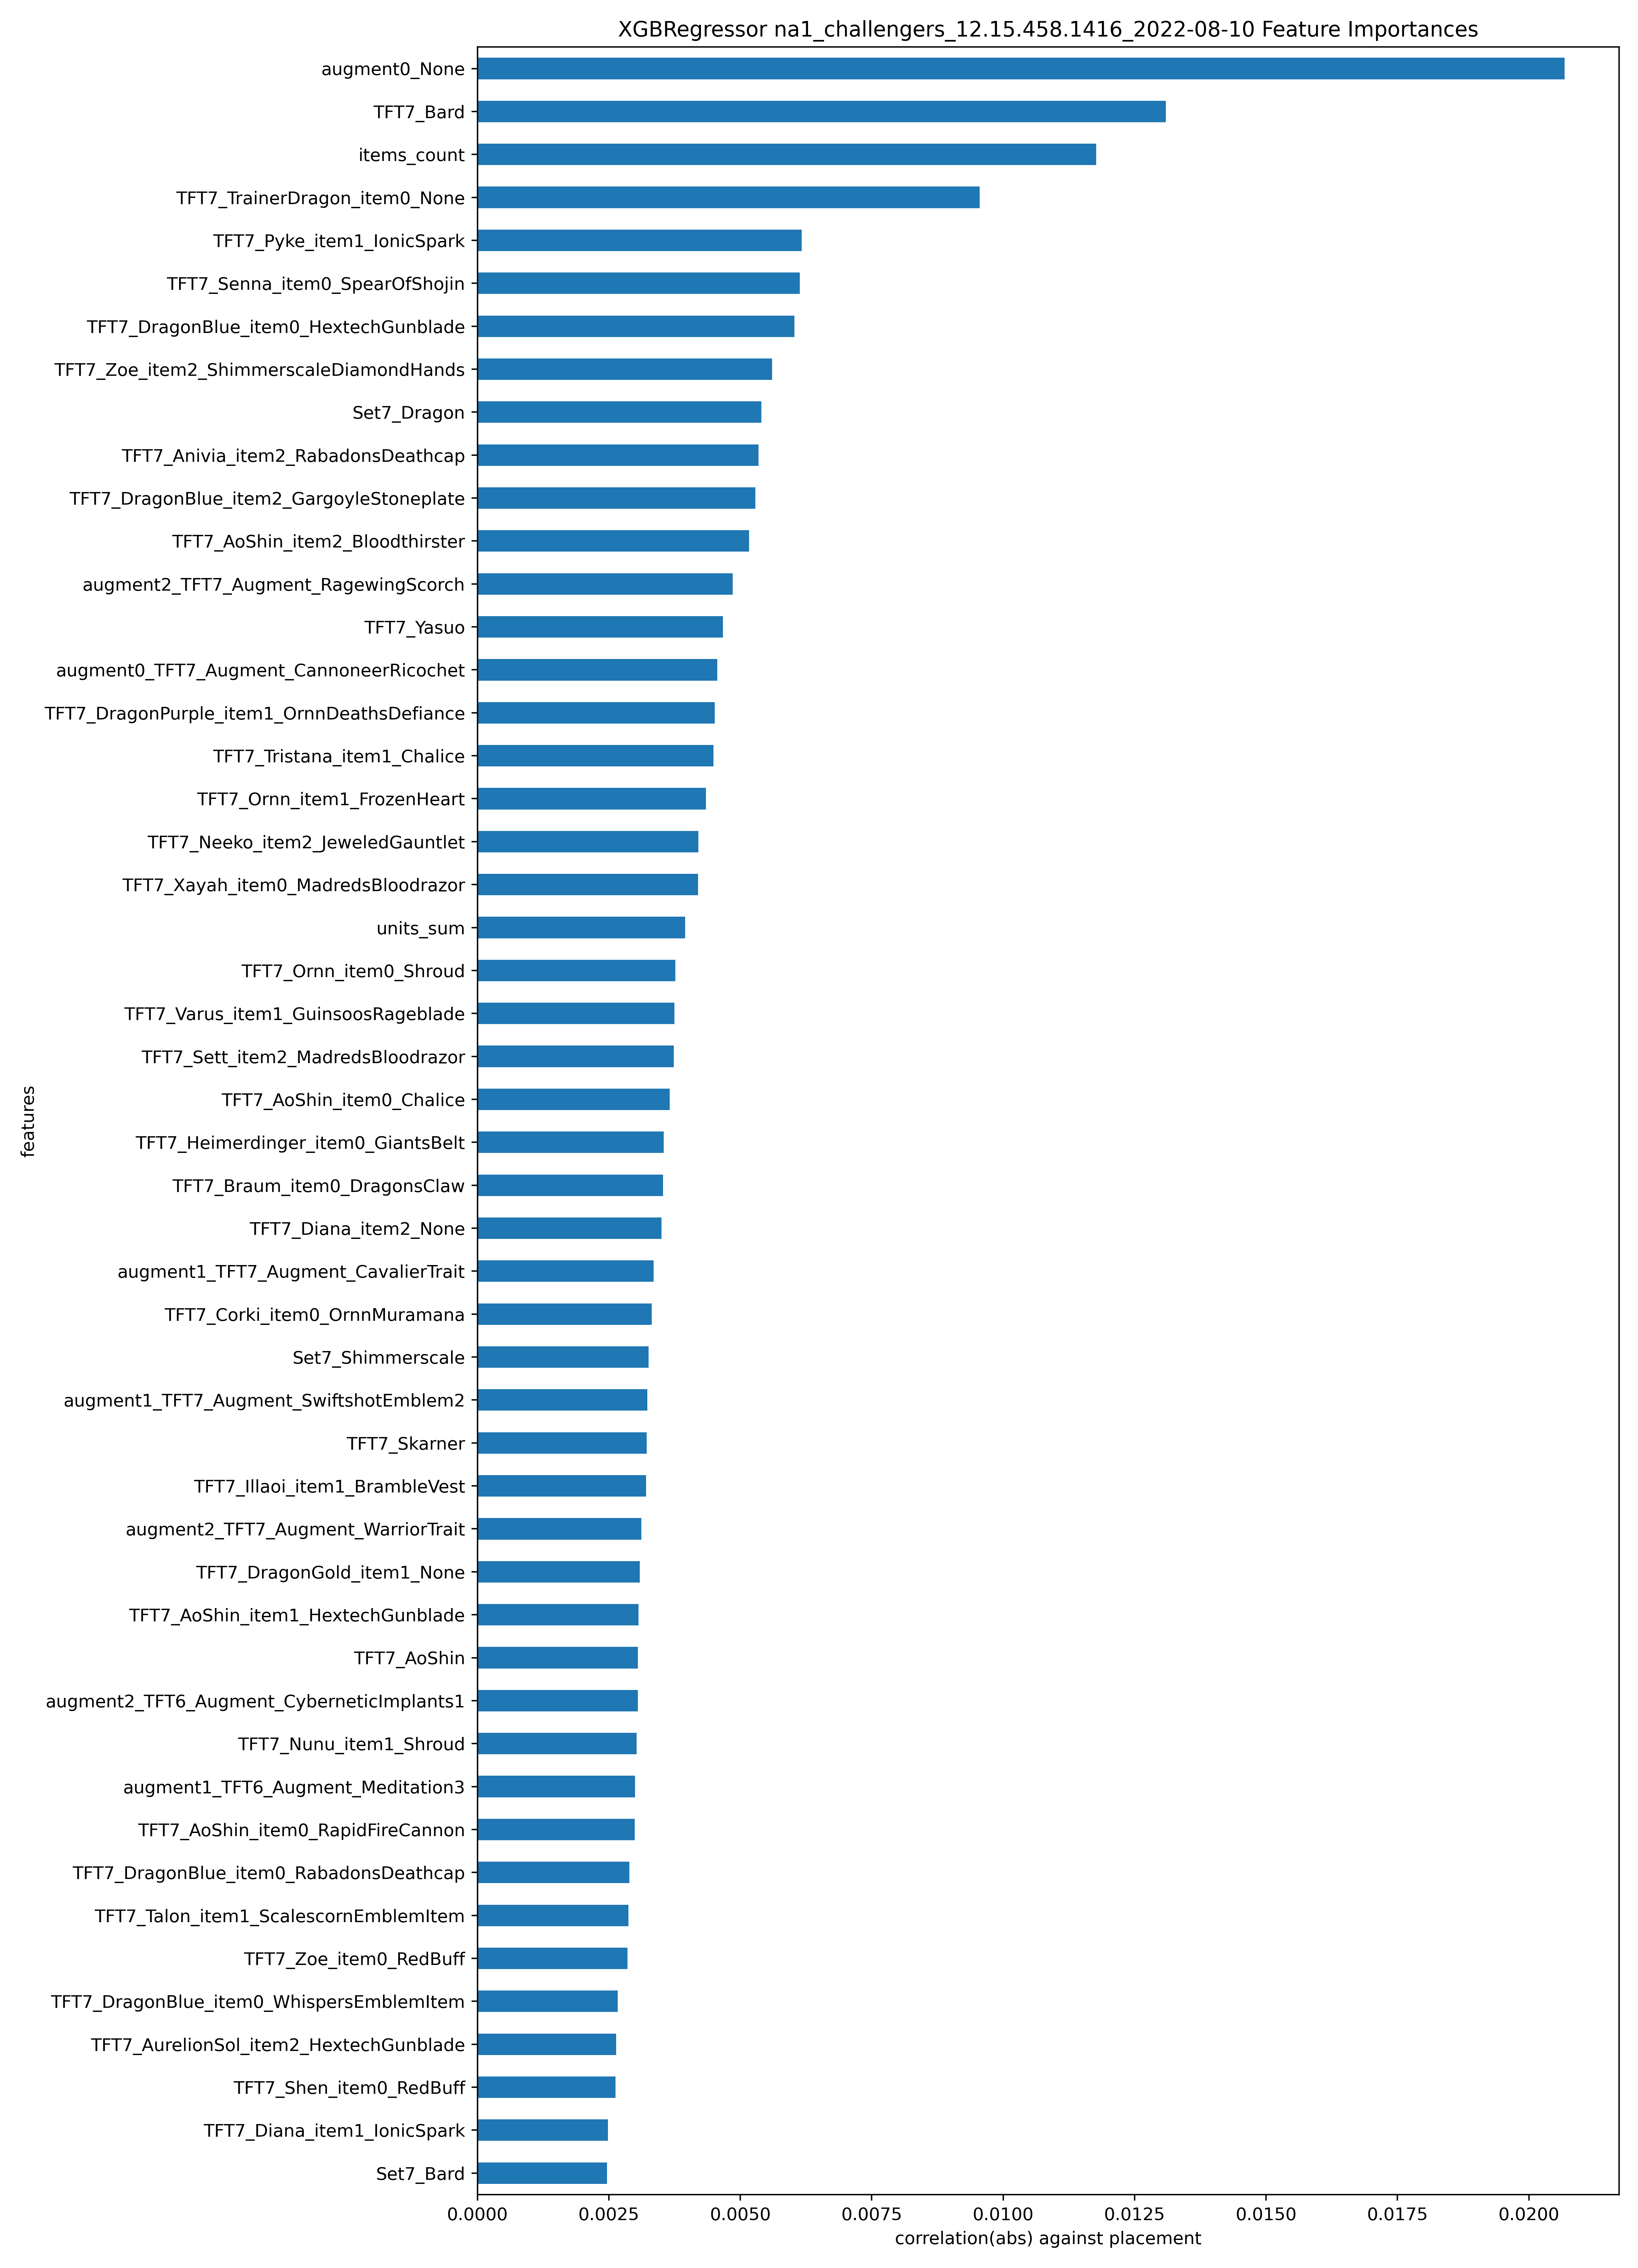 XGBRegressor na1_challengers_12.15.458.1416_2022-08-10 Feature Importances
augment0_None
TFT7_Bard
items_count
TFT7_TrainerDragon_item0_None
TFT7_Pyke_item1_IonicSpark
TFT7_Senna_item0_SpearOfShojin
TFT7_DragonBlue_item0_HextechGunblade
TFT7_Zoe_item2_ShimmerscaleDiamondHands
Set7_Dragon
TFT7_Anivia_item2_RabadonsDeathcap
TFT7_DragonBlue_item2_GargoyleStoneplate
TFT7_AoShin_item2_Bloodthirster
augment2_TFT7_Augment_RagewingScorch
TFT7_Yasuo
augment0_TFT7_Augment_CannoneerRicochet
TFT7_DragonPurple_item1_OrnnDeathsDefiance
TFT7_Tristana_item1_Chalice
TFT7_Ornn_item1_FrozenHeart
TFT7_Neeko_item2_JeweledGauntlet
TFT7_Xayah_item0_MadredsBloodrazor
units_sum
TFT7_Ornn_item0_Shroud
TFT7_Varus_item1_GuinsoosRageblade
TFT7_Sett_item2_MadredsBloodrazor
TFT7_AoShin_item0_Chalice
TFT7_Heimerdinger_item0_GiantsBelt
TFT7_Braum_item0_DragonsClaw
TFT7_Diana_item2_None
augment1_TFT7_Augment_CavalierTrait
TFT7_Corki_item0_OrnnMuramana
Set7_Shimmerscale
augment1_TFT7_Augment_SwiftshotEmblem2
TFT7_Skarner
TFT7_Illaoi_item1_BrambleVest
augment2_TFT7_Augment_WarriorTrait
TFT7_DragonGold_item1_None
TFT7_AoShin_item1_HextechGunblade
TFT7_AoShin
augment2_TFT6_Augment_CyberneticImplants1
TFT7_Nunu_item1_Shroud
augment1_TFT6_Augment_Meditation3
TFT7_AoShin_item0_RapidFireCannon
TFT7_DragonBlue_item0_RabadonsDeathcap
TFT7_Talon_item1_ScalescornEmblemItem
TFT7_Zoe_item0_RedBuff
TFT7_DragonBlue_item0_WhispersEmblemItem
TFT7_AurelionSol_item2_HextechGunblade
TFT7_Shen_item0_RedBuff
TFT7_Diana_item1_IonicSpark
Set7_Bard
features
0.0000 0.0025 0.0050 0.0075 0.0100 0.0125 0.0150 0.0175 0.0200
correlation(abs) against placement